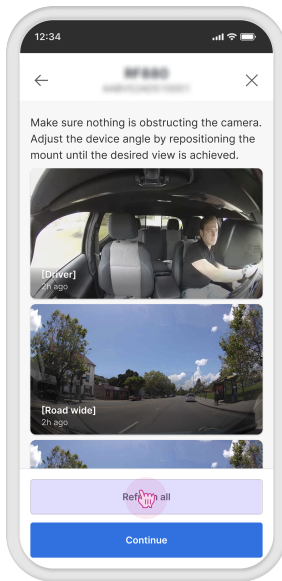 12:34
Make sure nothing is obstructing the camera.
Adjust the device angle by repositioning the
mount until the desired view is achieved.
[Driver]
2h ago
[Road wide]
2h ago
all
Continue